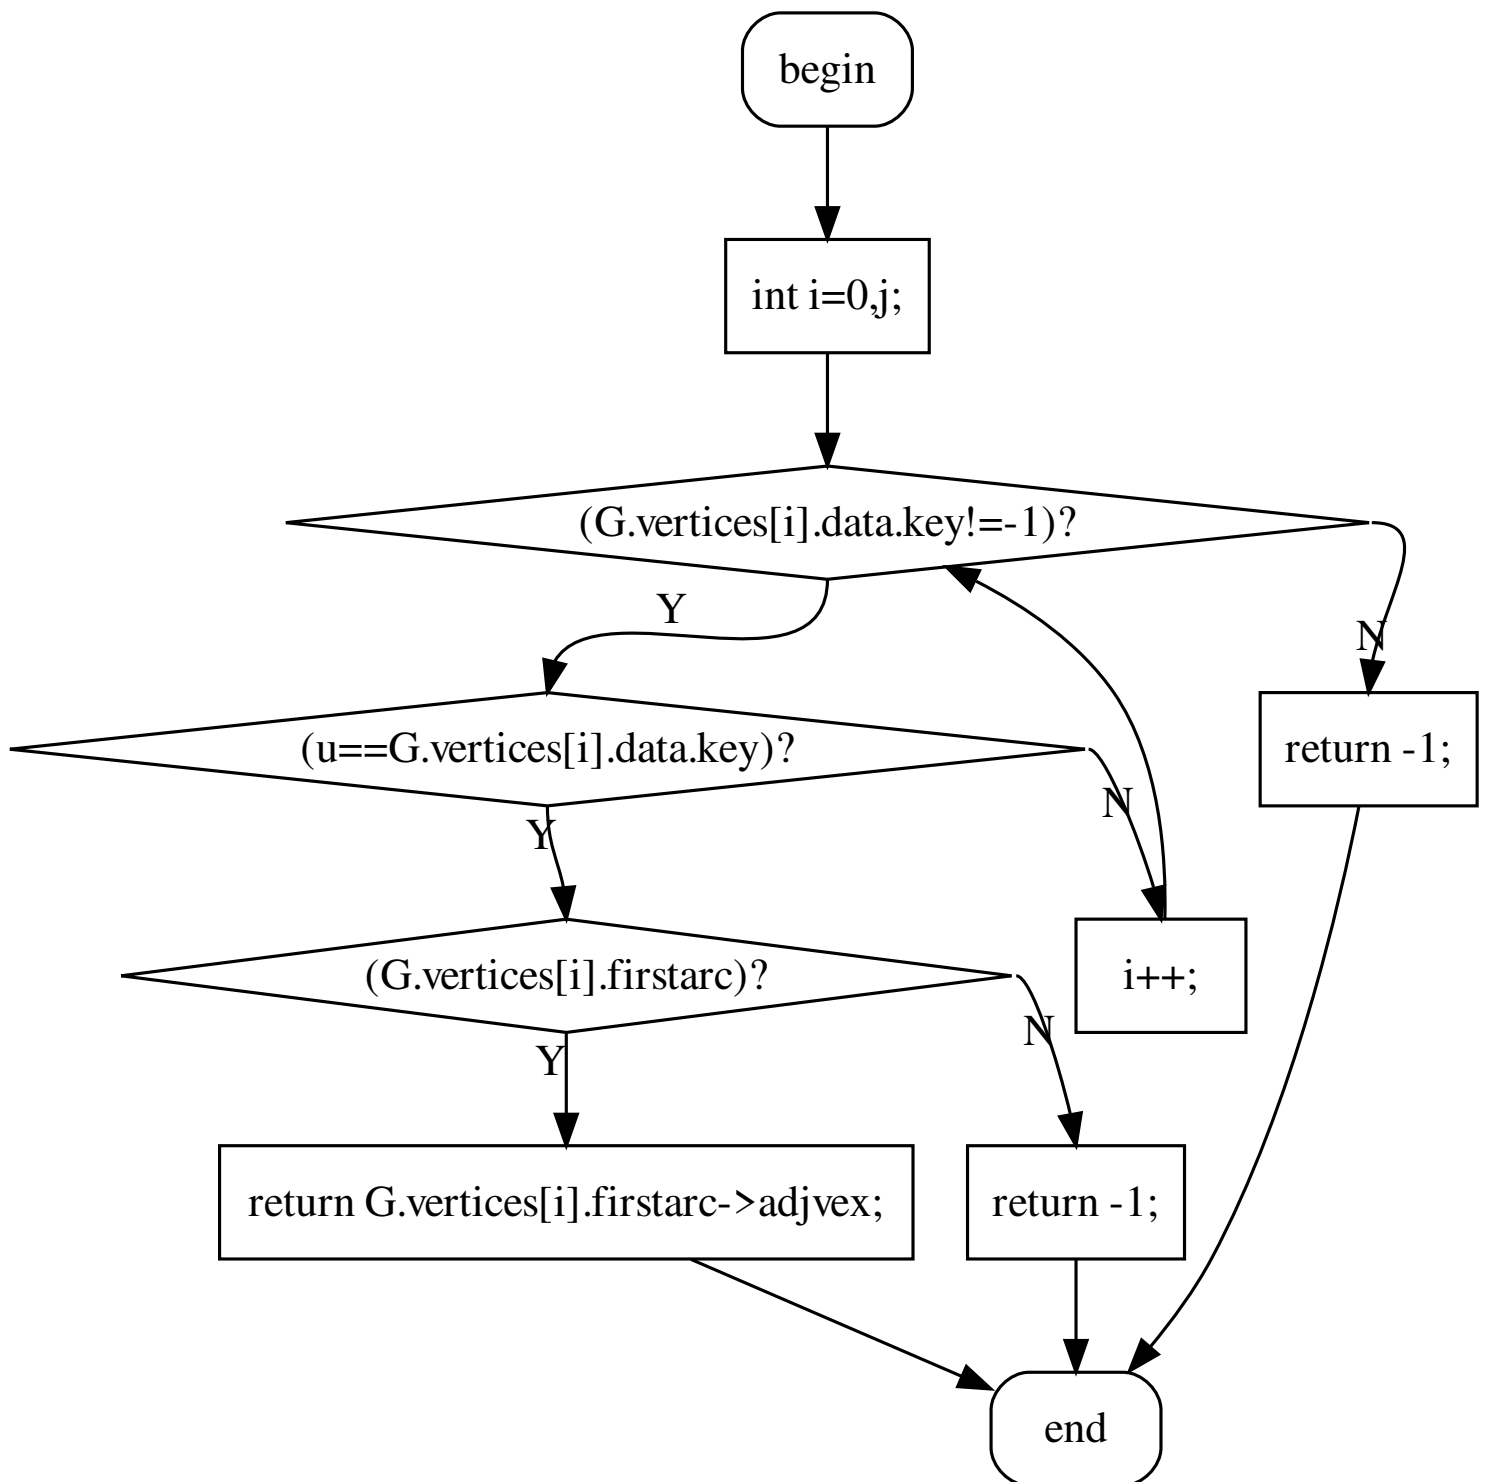 begin
int i=0,j;
(G.vertices[i].data.key!=-1)?
Y
N
(u==G.vertices[i].data.key)?
return -1;
Y
N
(G.vertices[i].firstarc)?
i++;
Y
N
return G.vertices[i].firstarc->adjvex;
return -1;
end